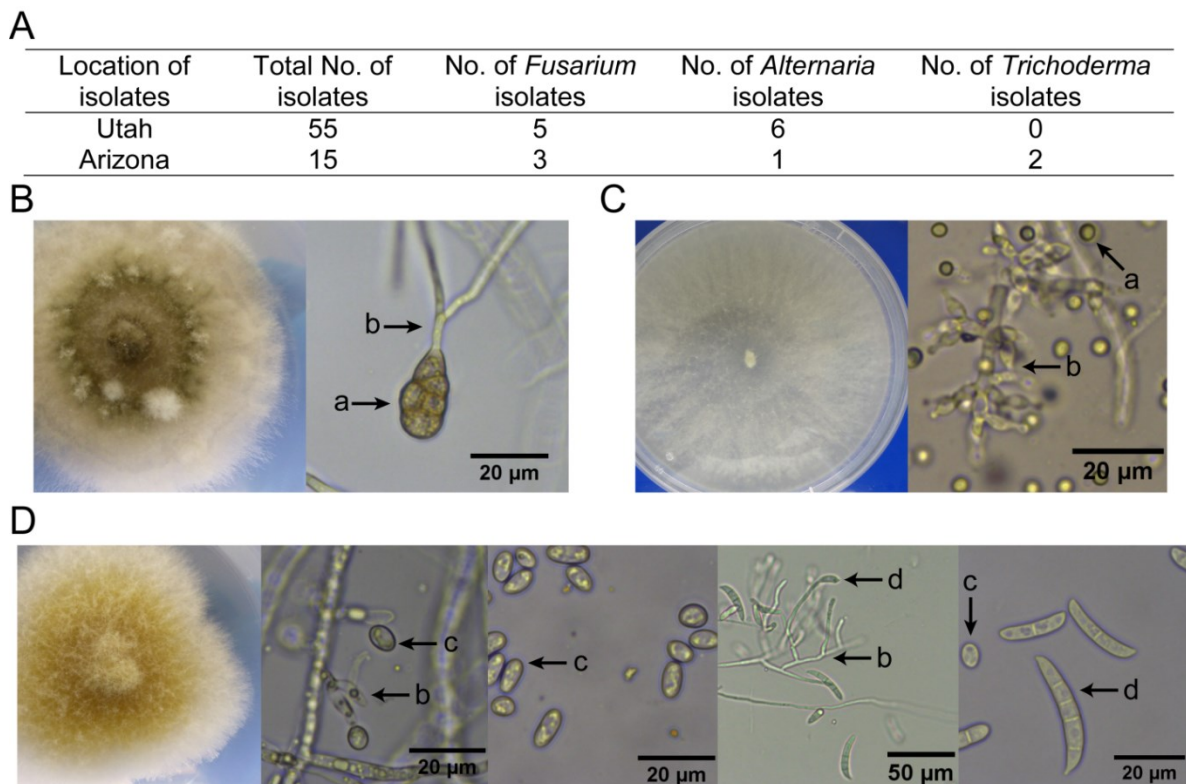 A
Location of isolates Total No. of isolates No. of Fusarium isolates No. of Alternaria isolates No. of Trichoderma isolates
Utah 55 5 6 0
Arizona 15 3 1 2
B
b
a
20 µm
C
a
b
20 µm
D
c
b
20 µm
c
20 µm
d
b
50 µm
c
d
20 µm